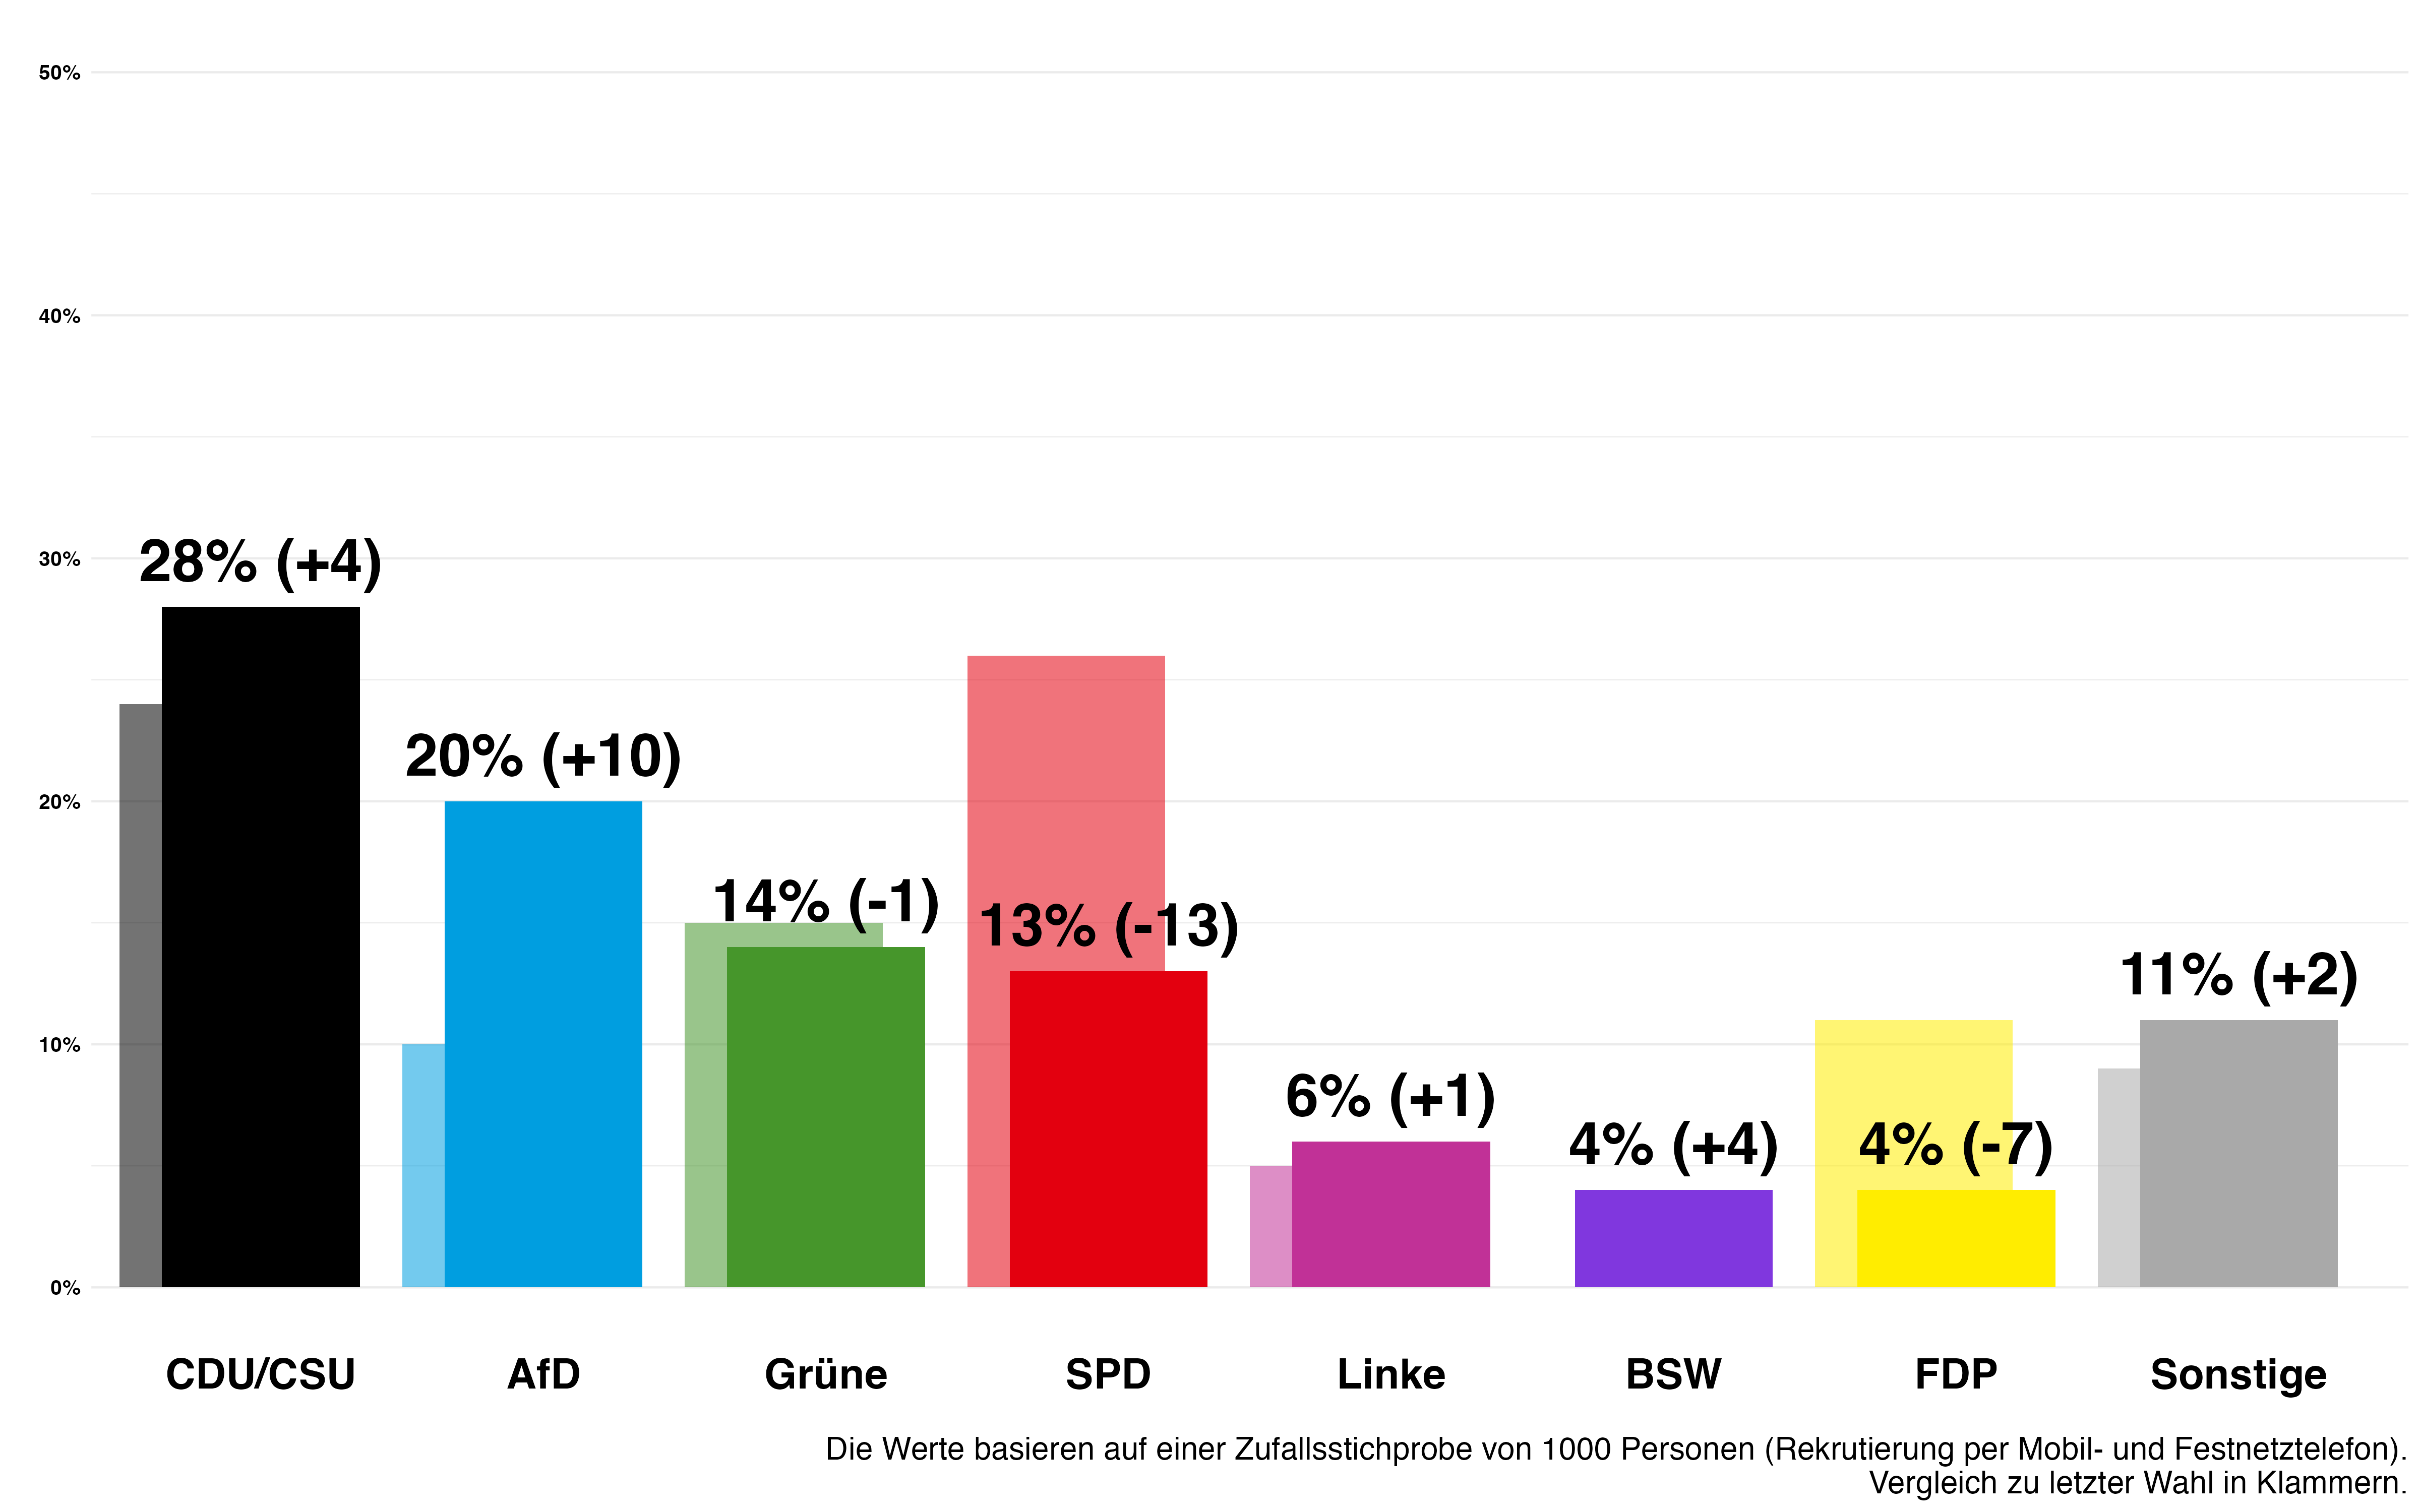 50%
40%
30%
20%
10%
0%
28% (+4)
20% (+10)
14% (-1)
13% (-13)
6% (+1)
4% (+4)
4% (-7)
11% (+2)
CDU/CSU
AfD
Grüne
SPD
Linke
BSW
FDP
Sonstige
Die Werte basieren auf einer Zufallsstichprobe von 1000 Personen (Rekrutierung per Mobil- und Festnetztelefon).
Vergleich zu letzter Wahl in Klammern.